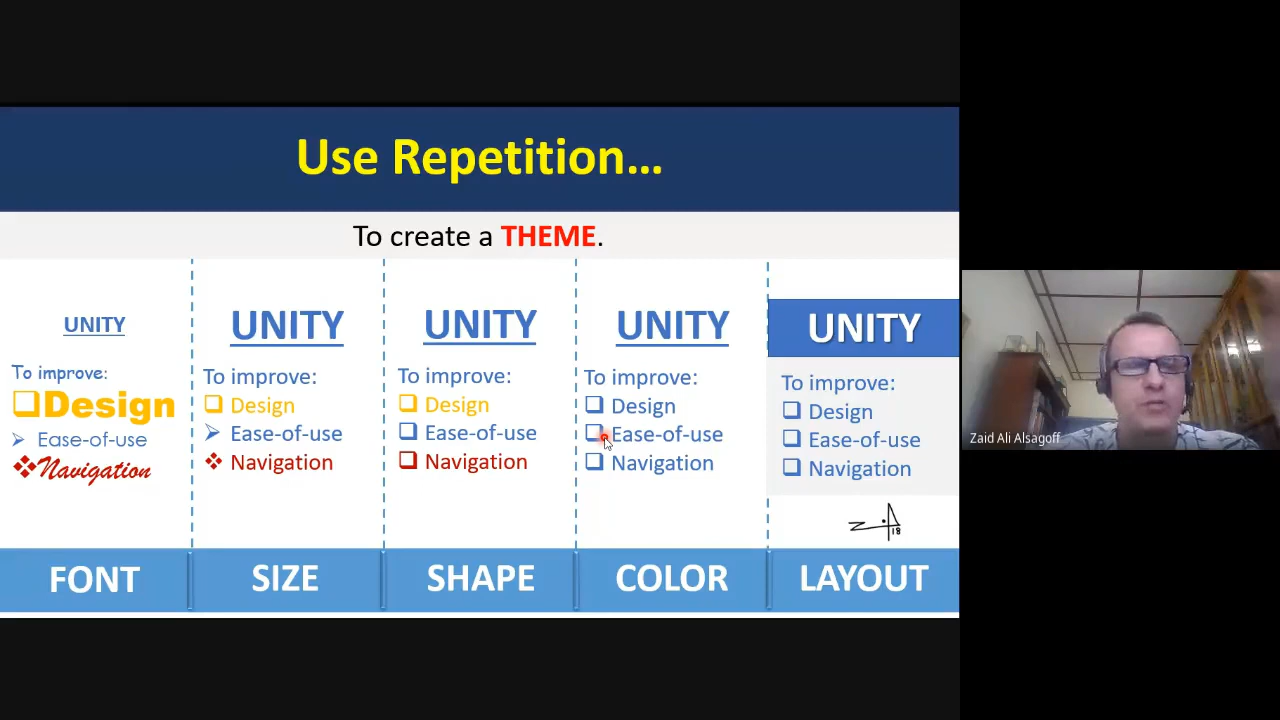 Use Repetition...
To create a THEME.
UNITY
To improve:
Design
Ease-of-use
Navigation
FONT
UNITY
To improve:
Design
Ease-of-use
Navigation
SIZE
UNITY
To improve:
Design
Ease-of-use
Navigation
SHAPE
UNITY
To improve:
Design
Ease-of-use
Navigation
COLOR
UNITY
To improve:
Design
Ease-of-use
Navigation
18
LAYOUT
Zaid Ali Alsagoff